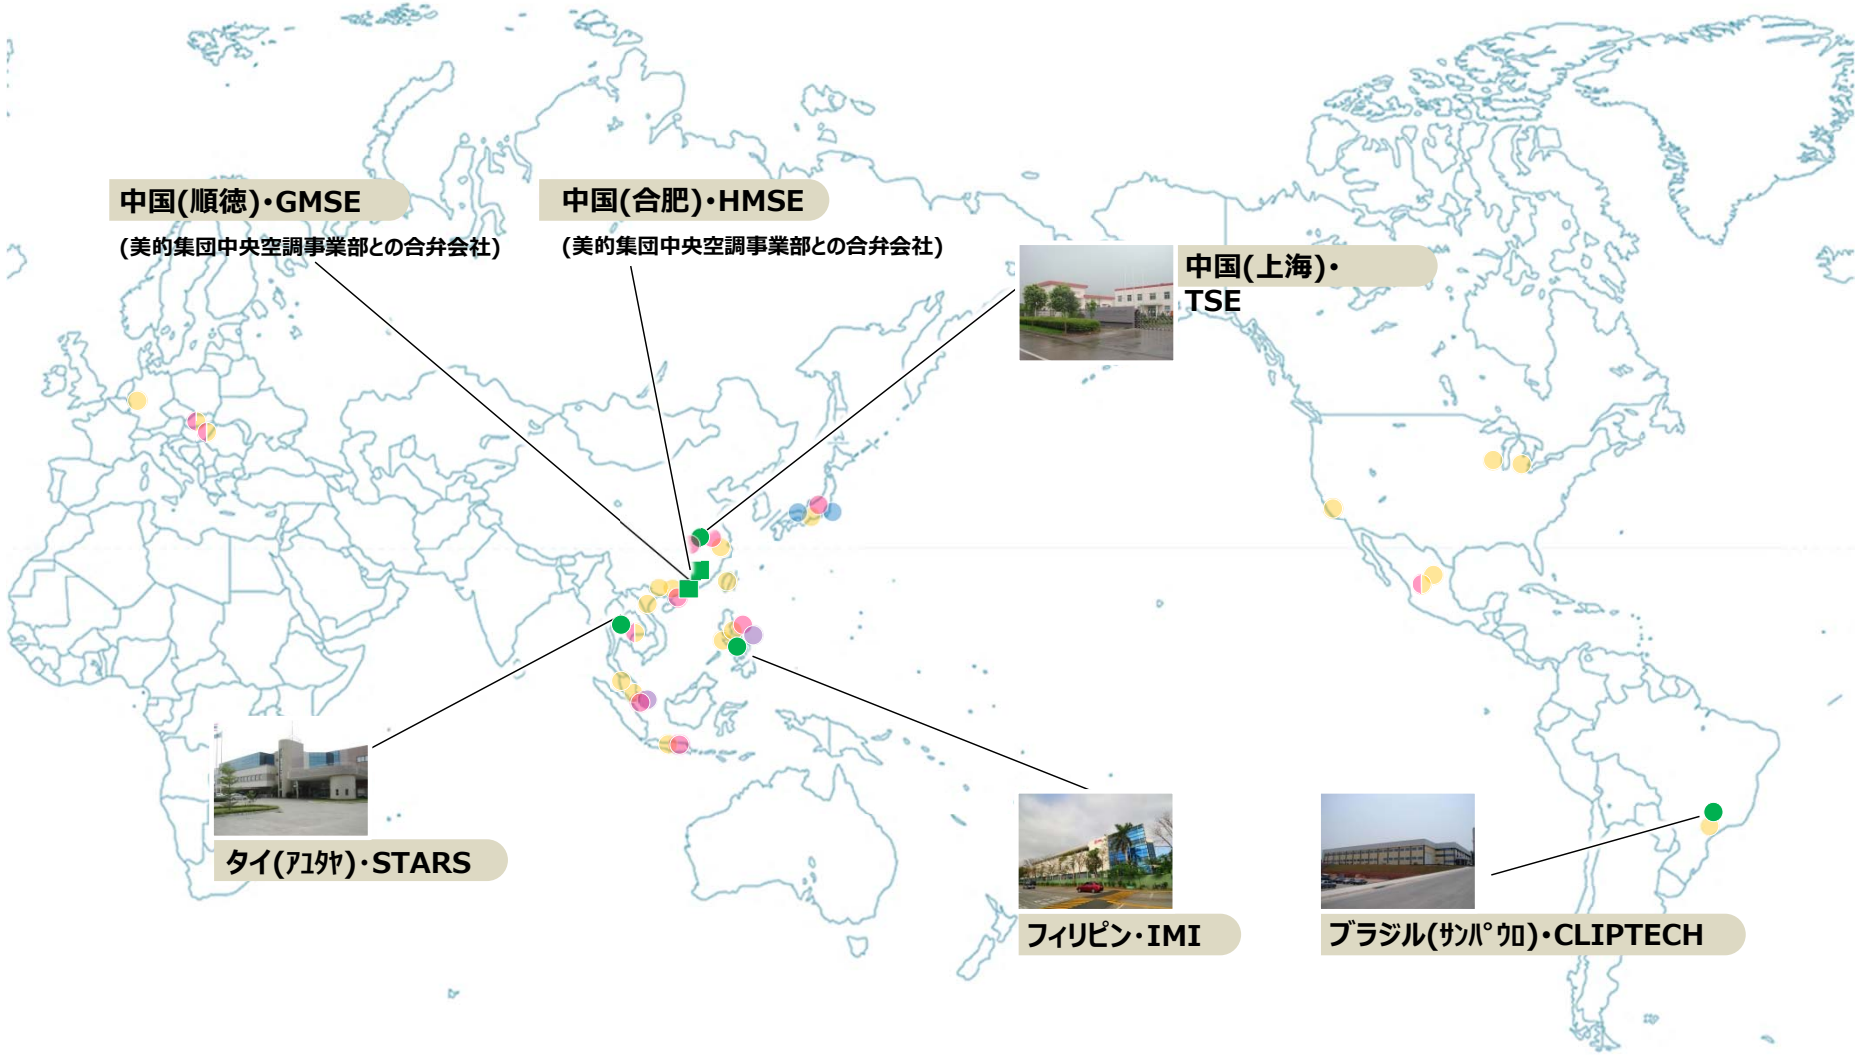 中国(順徳)・GMSE
(美的集団中央空調事業部との合弁会社)
中国(合肥)・HMSE
(美的集団中央空調事業部との合弁会社)
中国(上海)・
TSE
タイ(ｱﾕﾀﾔ)・STARS
フィリピン・IMI
ブラジル(ｻﾝﾊﾟｳﾛ)・CLIPTECH